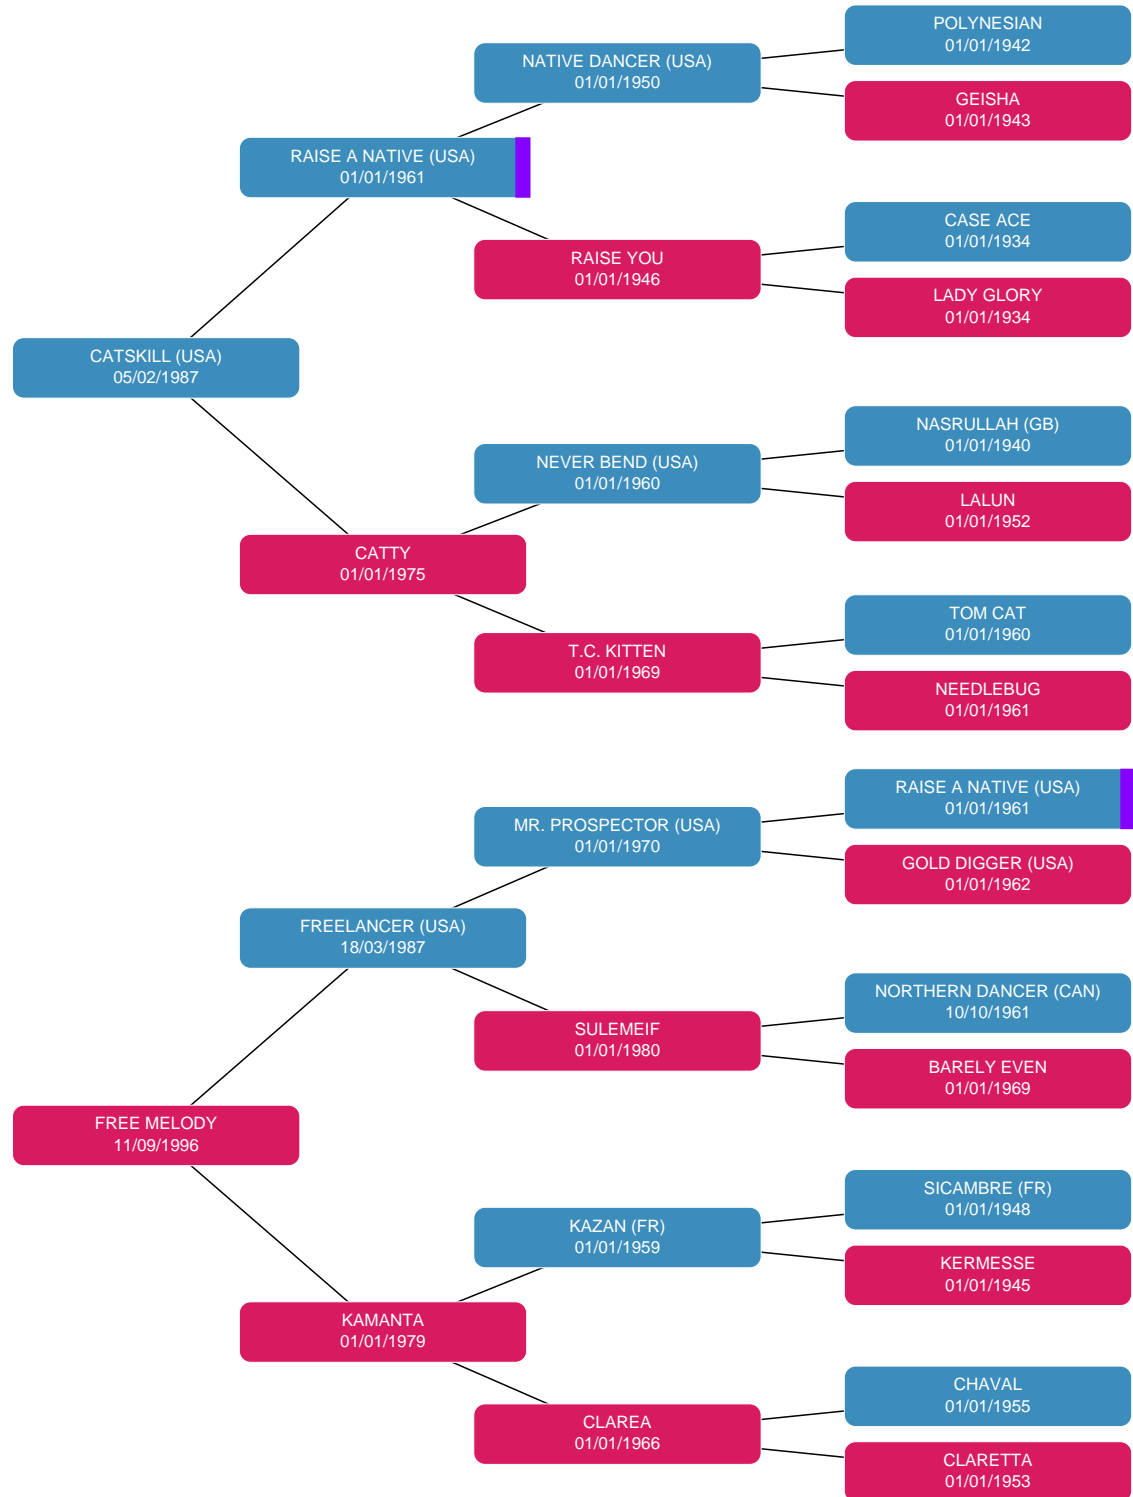 POLYNESIAN
01/01/1942
NATIVE DANCER (USA)
01/01/1950
GEISHA
01/01/1943
RAISE A NATIVE (USA)
01/01/1961
CASE ACE
01/01/1934
RAISE YOU
01/01/1946
LADY GLORY
01/01/1934
CATSKILL (USA)
05/02/1987
NASRULLAH (GB)
01/01/1940
NEVER BEND (USA)
01/01/1960
LALUN
01/01/1952
CATTY
01/01/1975
TOM CAT
01/01/1960
T.C. KITTEN
01/01/1969
NEEDLEBUG
01/01/1961
RAISE A NATIVE (USA)
01/01/1961
MR. PROSPECTOR (USA)
01/01/1970
GOLD DIGGER (USA)
01/01/1962
FREELANCER (USA)
18/03/1987
NORTHERN DANCER (CAN)
10/10/1961
SULEMEIF
01/01/1980
BARELY EVEN
01/01/1969
FREE MELODY
11/09/1996
SICAMBRE (FR)
01/01/1948
KAZAN (FR)
01/01/1959
KERMESSE
01/01/1945
KAMANTA
01/01/1979
CHAVAL
01/01/1955
CLAREA
01/01/1966
CLARETTA
01/01/1953